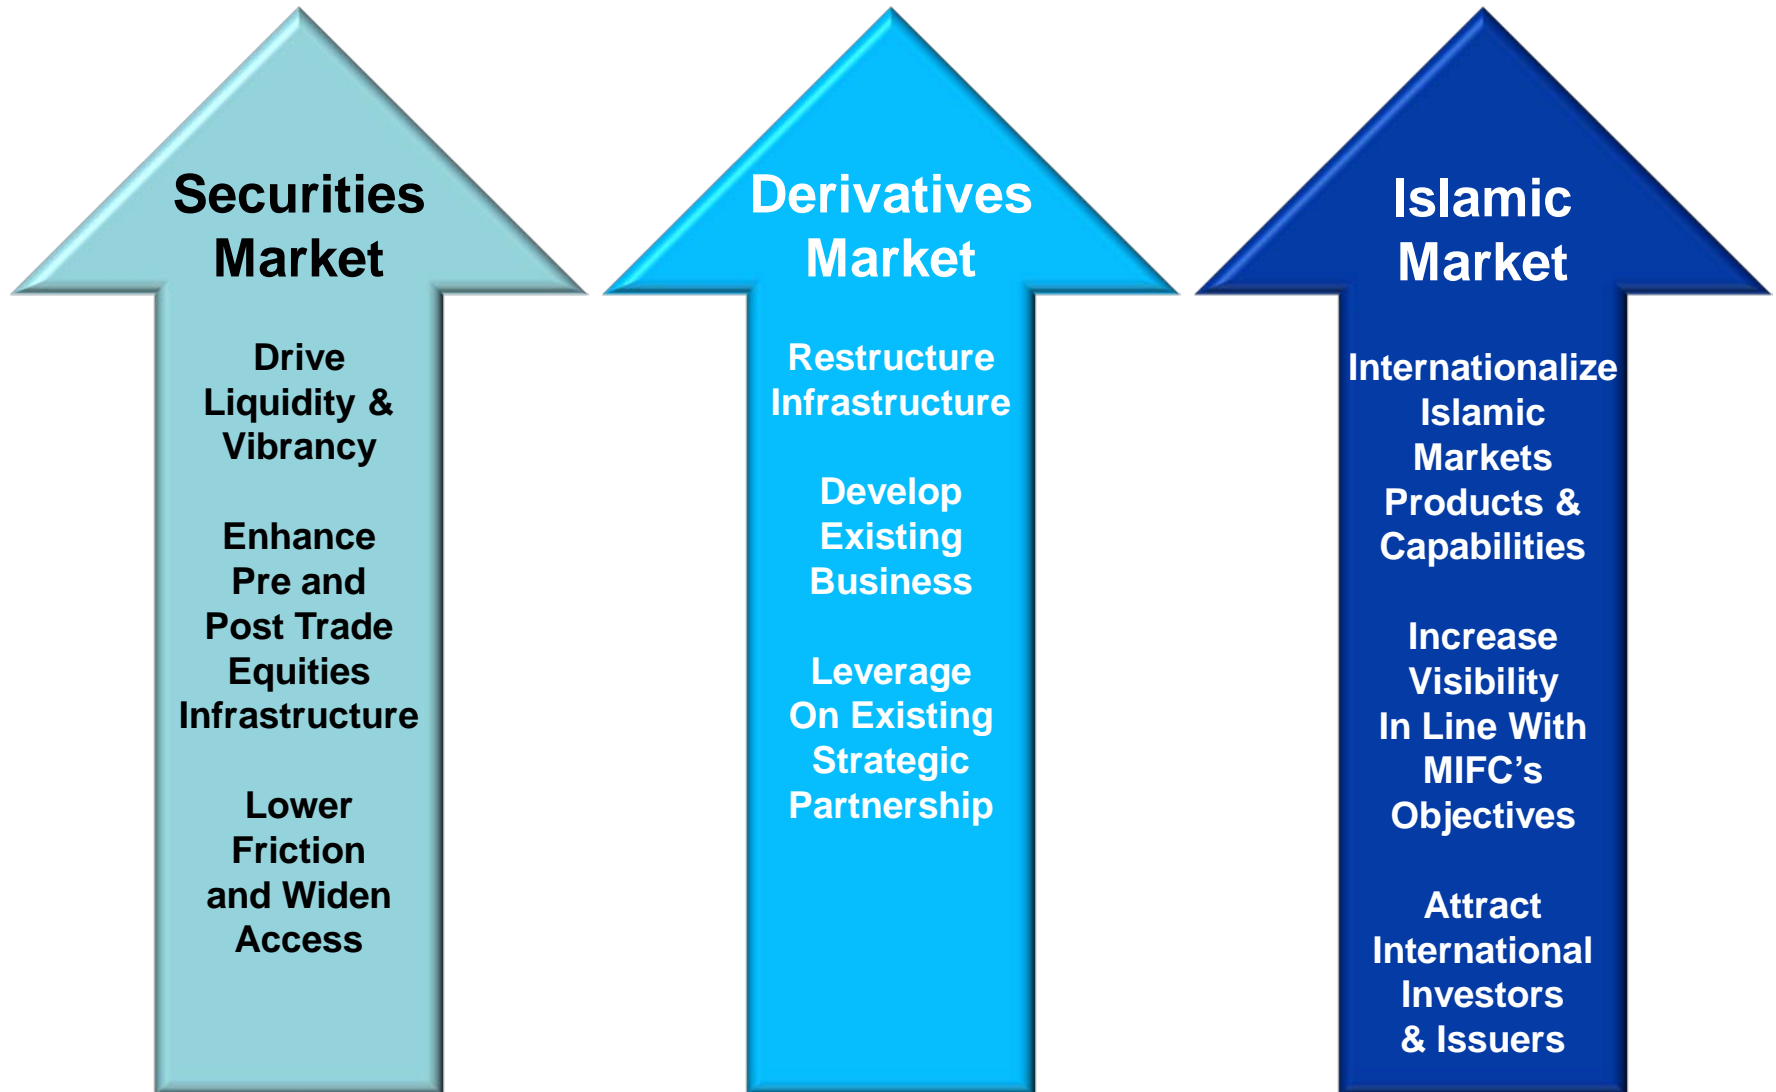 Securities
Market
Drive
Liquidity &
Vibrancy
Enhance
Pre and
Post Trade
Equities
Infrastructure
Lower
Friction
and Widen
Access
Derivatives
Market
Restructure
Infrastructure
Develop
Existing
Business
Leverage
On Existing
Strategic
Partnership
Islamic
Market
Internationalize
Islamic
Markets
Products &
Capabilities
Increase
Visibility
In Line With
MIFC’s
Objectives
Attract
International
Investors
& Issuers